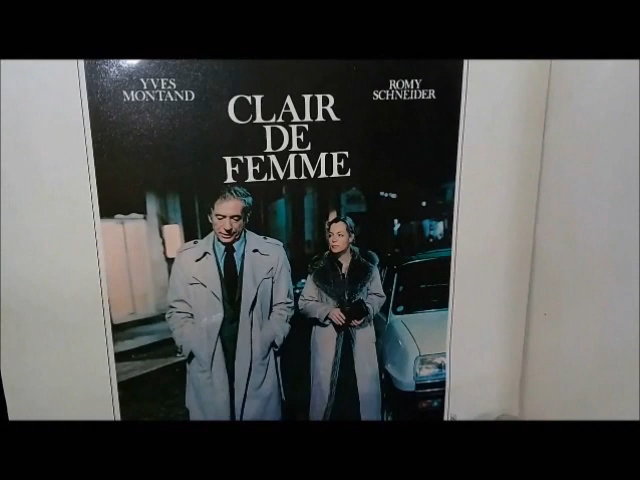 YVES
MONTAND
ROMY
SCHNEIDER
CLAIR
DE
FEMME